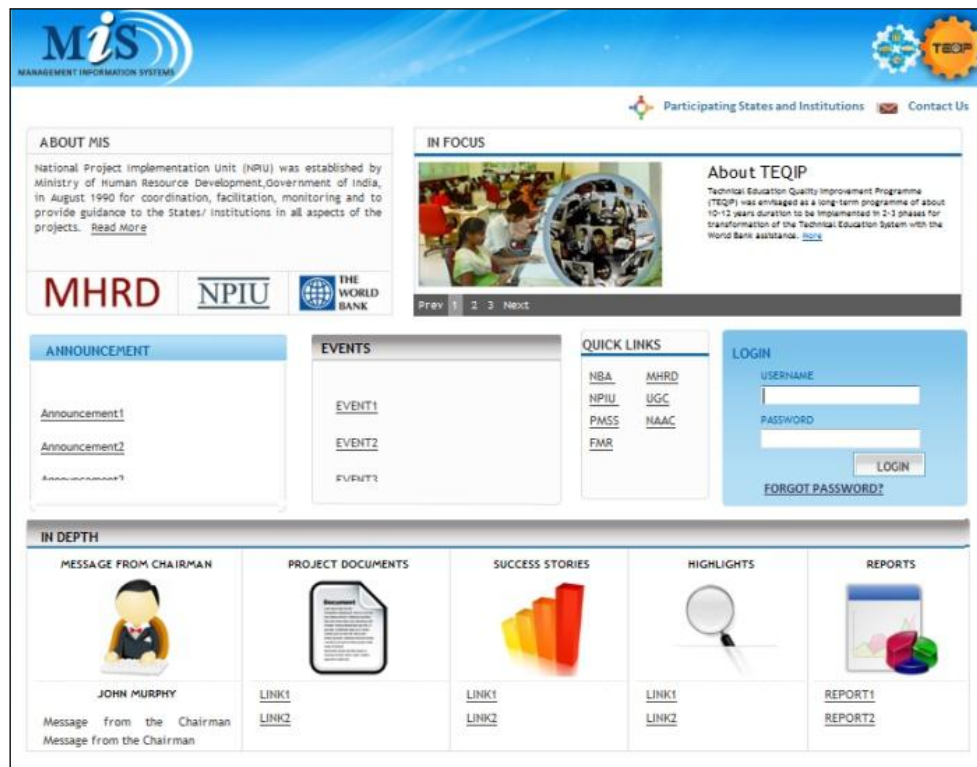 MiS
MANAGEMENT INFORMATION SYSTEMS
TEQIP
Participating States and Institutions
Contact Us
ABOUT MIS
National Project Implementation Unit (NPIU) was established by
Ministry of Human Resource Development,Government of India,
in August 1990 for coordination, facilitation, monitoring and to
provide guidance to the States/ Institutions in all aspects of the
projects. Read More
MHRD
NPIU
THE
WORLD
BANK
IN FOCUS
About TEQIP
Technical Education Quality Improvement Programme
(TEQIP) was envisaged as a long-term programme of about
10-12 years duration to be implemented in 2-3 phases for
transformation of the Technical Education System with the
World Bank assistance. More
Prev 1 2 3 Next
ANNOUNCEMENT
Announcement1
Announcement2
Announcement3
EVENTS
EVENT1
EVENT2
EVENT3
QUICK LINKS
NBA MHRD
NPIU UGC
PMSS NAAC
FMR
LOGIN
USERNAME
PASSWORD
LOGIN
FORGOT PASSWORD?
IN DEPTH
MESSAGE FROM CHAIRMAN
JOHN MURPHY
Message from the Chairman
Message from the Chairman
PROJECT DOCUMENTS
Document
LINK1
LINK2
SUCCESS STORIES
LINK1
LINK2
HIGHLIGHTS
LINK1
LINK2
REPORTS
REPORT1
REPORT2